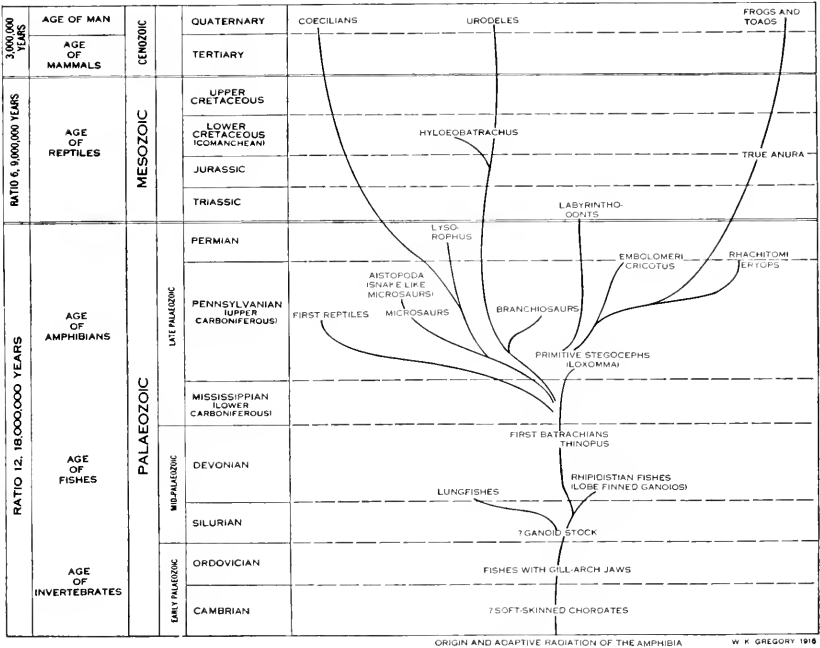 3,000,000
YEARS
AGE OF MAN
AGE
OF
MAMMALS
CENOZOIC
QUATERNARY
TERTIARY
COECILIANS
URODELES
FROGS AND
TOADS
RATIO 6, 9,000,000 YEARS
AGE
OF
REPTILES
MESOZOIC
UPPER
CRETACEOUS
LOWER
CRETACEOUS
(COMANCHEAN)
JURASSIC
TRIASSIC
HYLOEOBATRACHUS
TRUE ANURA
LABYRINTHO-
DONTS
RATIO 12, 18,000,000 YEARS
AGE
OF
AMPHIBIANS
AGE
OF
FISHES
AGE
OF
INVERTEBRATES
PALAEOZOIC
LATE PALAEOZOIC
MID-PALAEOZOIC
EARLY PALAEOZOIC
PERMIAN
PENNSYLVANIAN
(UPPER
CARBONIFEROUS)
MISSISSIPPIAN
(LOWER
CARBONIFEROUS)
DEVONIAN
SILURIAN
ORDOVICIAN
CAMBRIAN
LYSO-
ROPHUS
EMBOLOMERI
CRICOTUS
RHACHITOMI
ERYOPS
AISTOPODA
(SNAKE LIKE
MICROSAURS)
FIRST REPTILES
MICROSAURS
BRANCHIOSAURS
PRIMITIVE STEGOCEPHS
(LOXOMMA)
FIRST BATRACHIANS
THINOPUS
RHIPIDISTIAN FISHES
(LOBE FINNED GANOIDS)
LUNGFISHES
? GANOID STOCK
FISHES WITH GILL-ARCH JAWS
? SOFT-SKINNED CHORDATES
ORIGIN AND ADAPTIVE RADIATION OF THE AMPHIBIA
W K GREGORY 1916